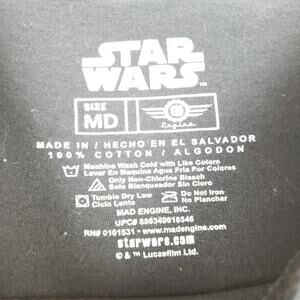 STAR
WARS
SIZE
MD
Engine
MADE IN / HECHO EN EL SALVADOR
100% COTTON / ALGODON
Machine Wash Cold with Like Colors
Lavar En Maquina Agua Fria Por Colores
Only Non-Chlorine Bleach
Solo Blanqueador Sin Cloro
Tumble Dry Low
Ciclo Lento
Do Not Iron
No Planchar
MAD ENGINE, INC.
UPC# 886349618546
RN# 0101531 • www.madengine.com
starwars.com
© & ™ Lucasfilm Ltd.